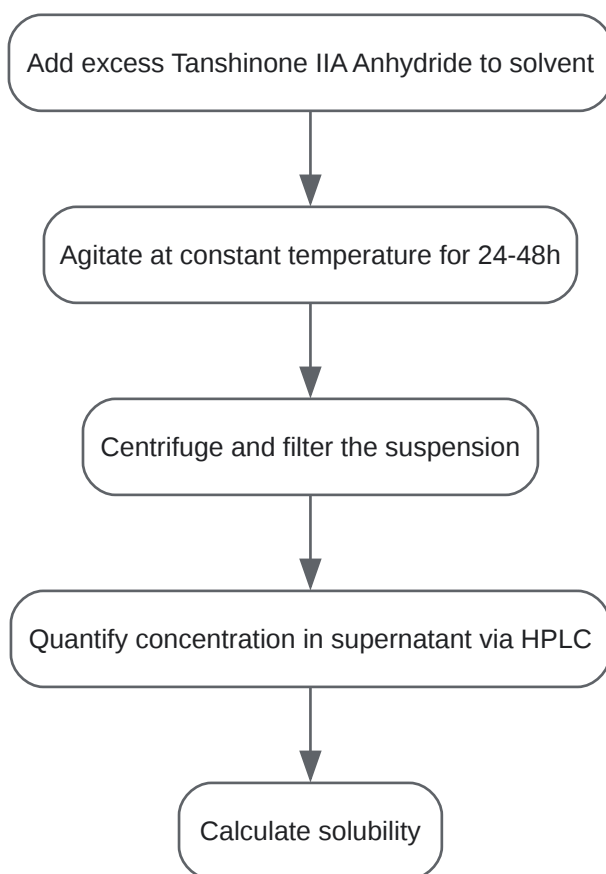 Add excess Tanshinone IIA Anhydride to solvent
Agitate at constant temperature for 24-48h
Centrifuge and filter the suspension
Quantify concentration in supernatant via HPLC
Calculate solubility